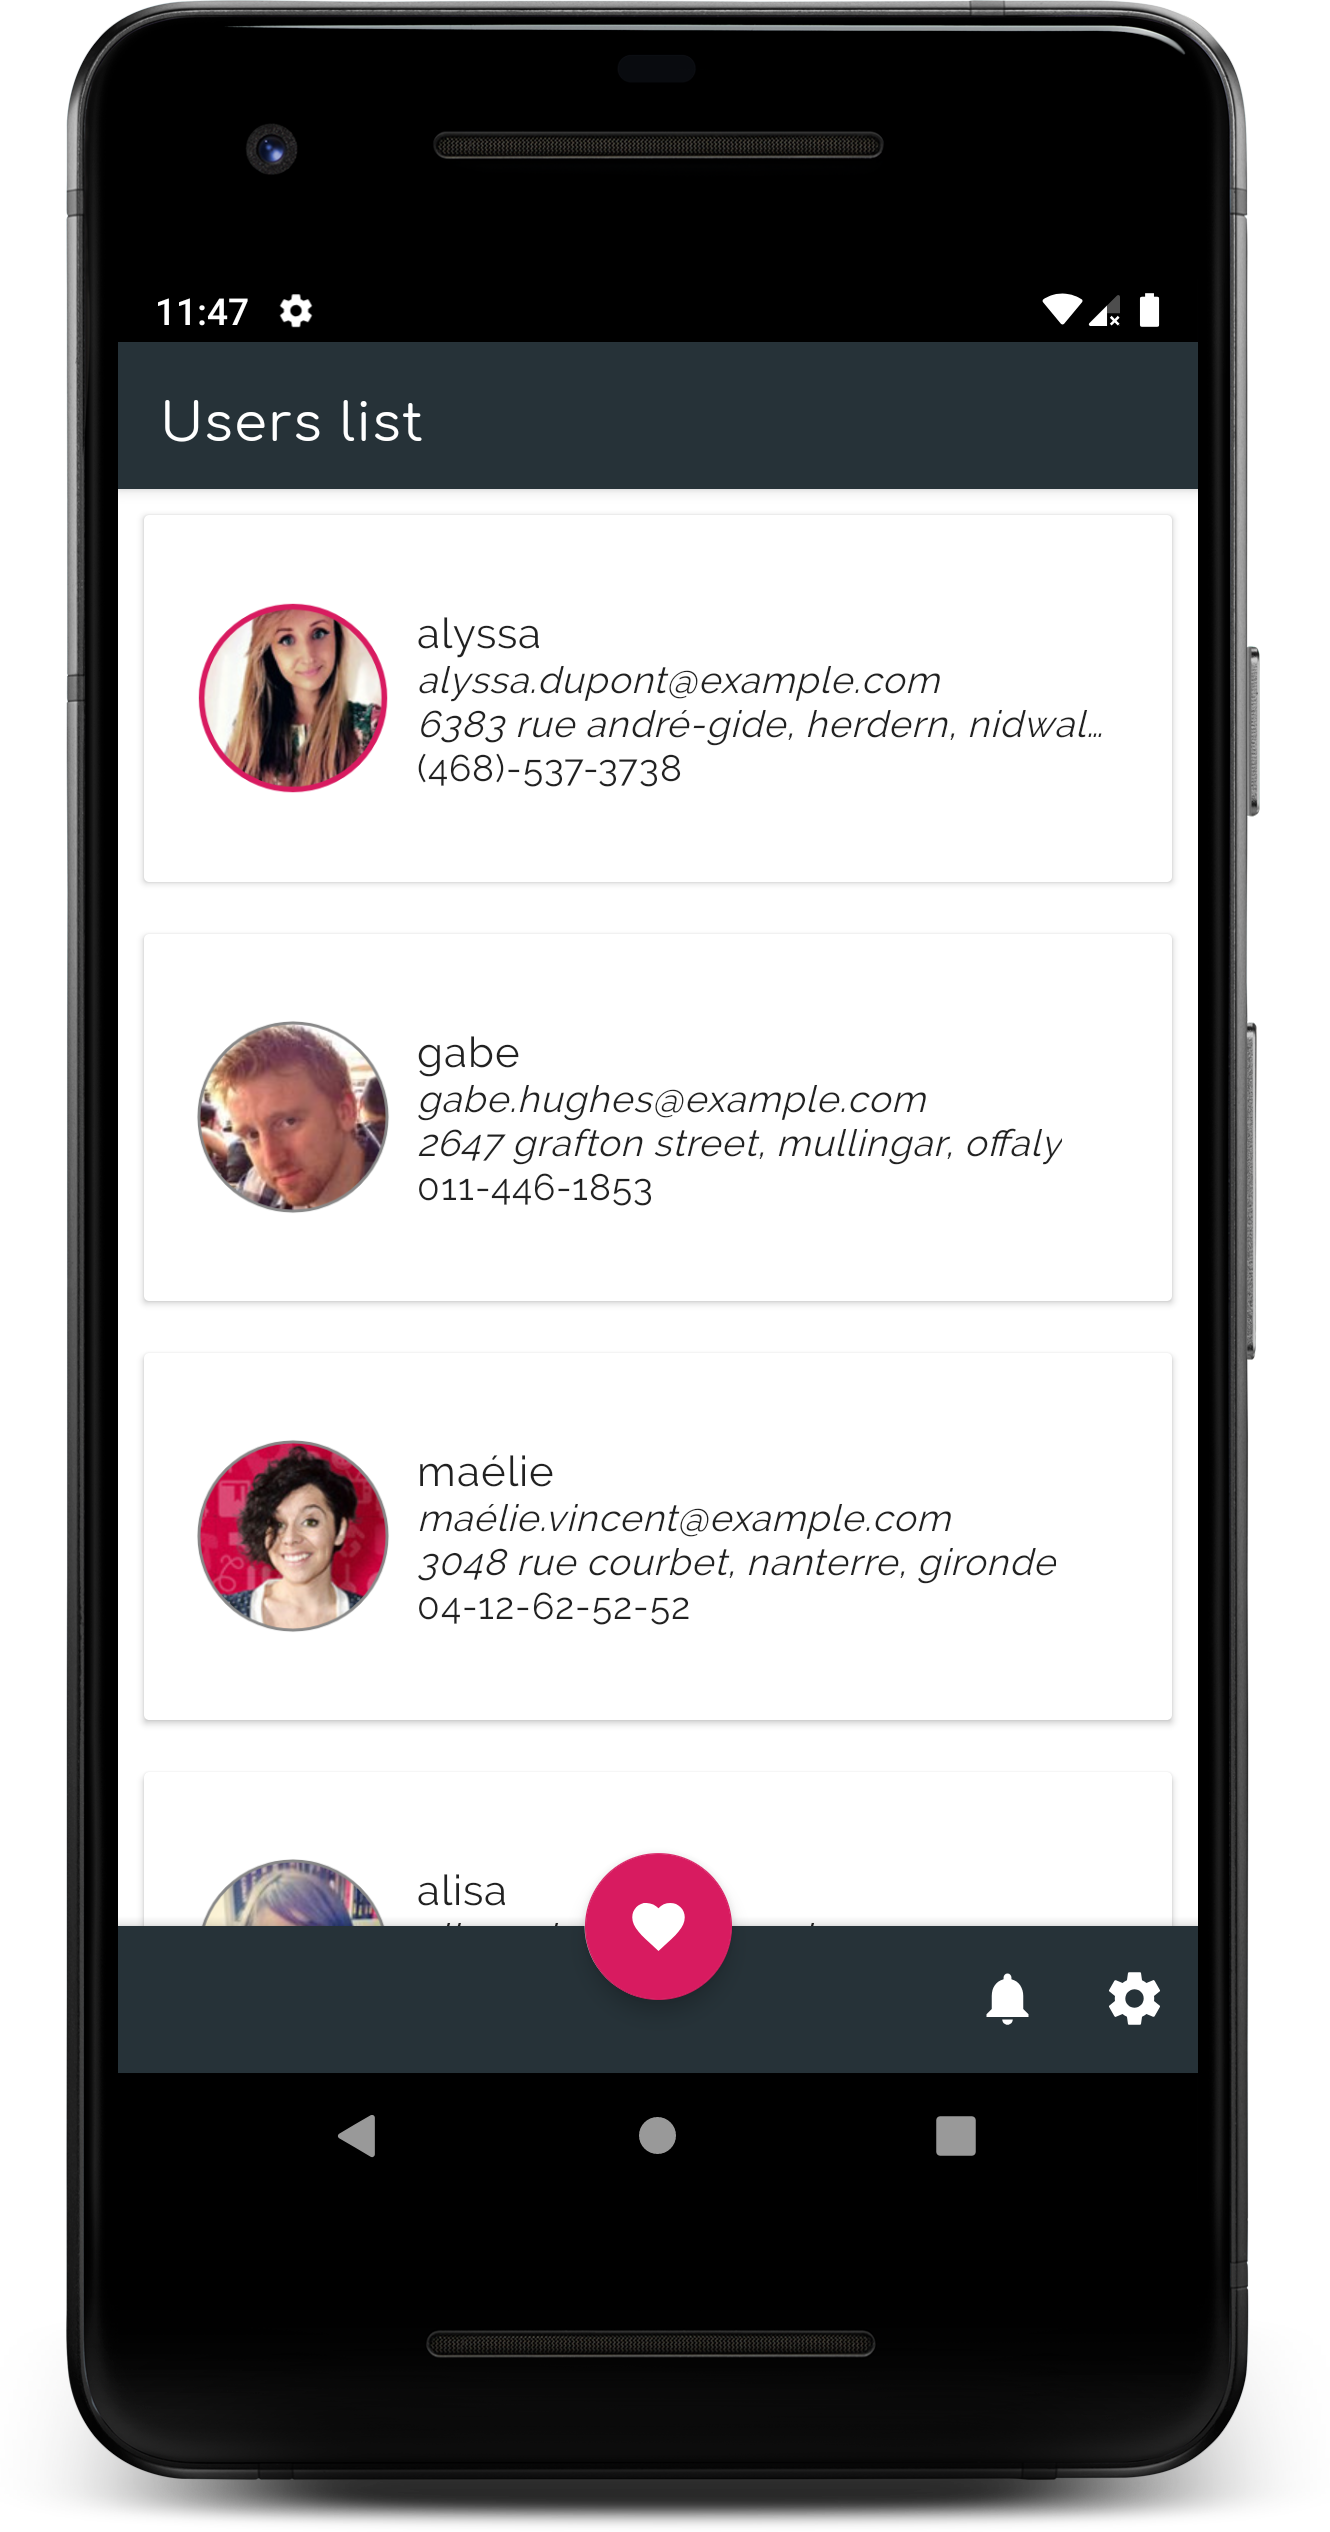 11:47
Users list
alyssa
alyssa.dupont@example.com
6383 rue andré-gide, herdern, nidwal...
(468)-537-3738
gabe
gabe.hughes@example.com
2647 grafton street, mullingar, offaly
011-446-1853
maélie
maélie.vincent@example.com
3048 rue courbet, nanterre, gironde
04-12-62-52-52
alisa